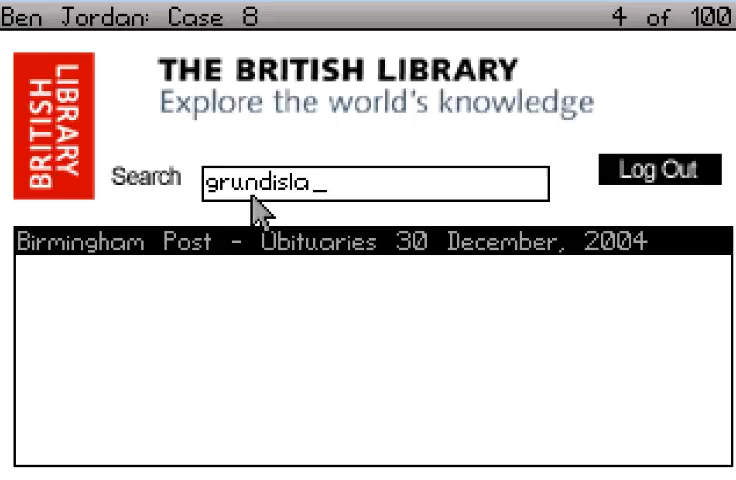 Ben Jordan: Case 8 4 of 100
BRITISH
LIBRARY
THE BRITISH LIBRARY
Explore the world's knowledge
Search grundisla_ Log Out
Birmingham Post - Obituaries 30 December, 2004